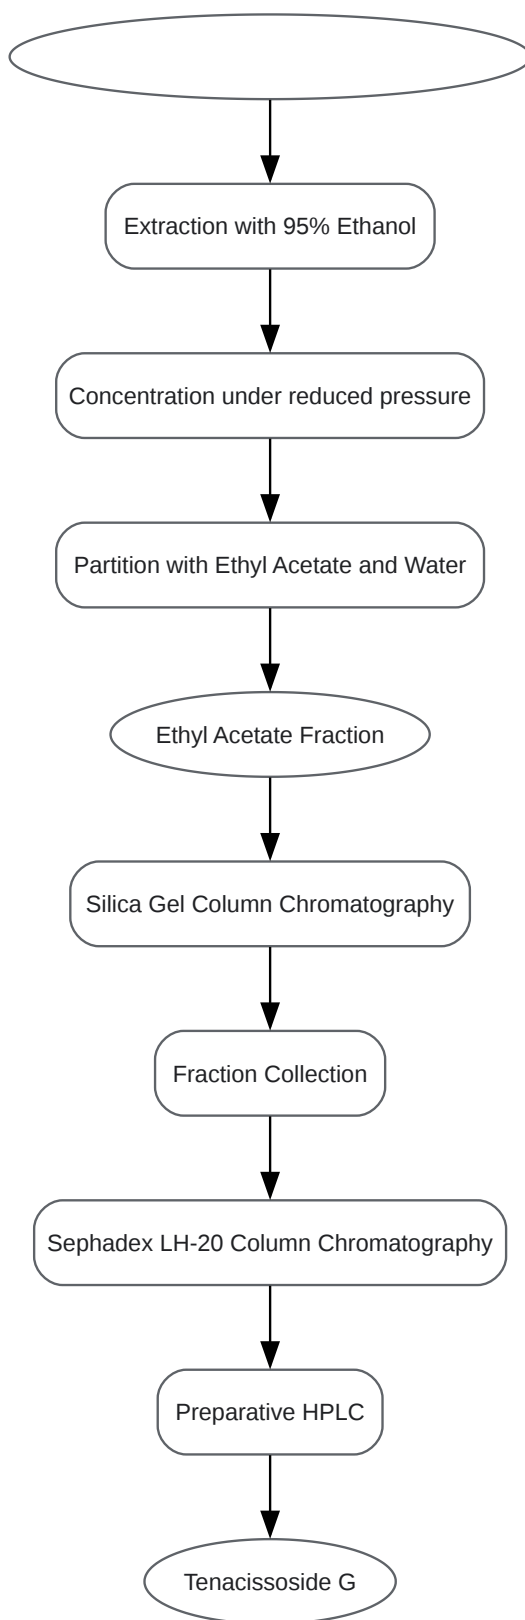 Extraction with 95% Ethanol
Concentration under reduced pressure
Partition with Ethyl Acetate and Water
Ethyl Acetate Fraction
Silica Gel Column Chromatography
Fraction Collection
Sephadex LH-20 Column Chromatography
Preparative HPLC
Tenacissoside G